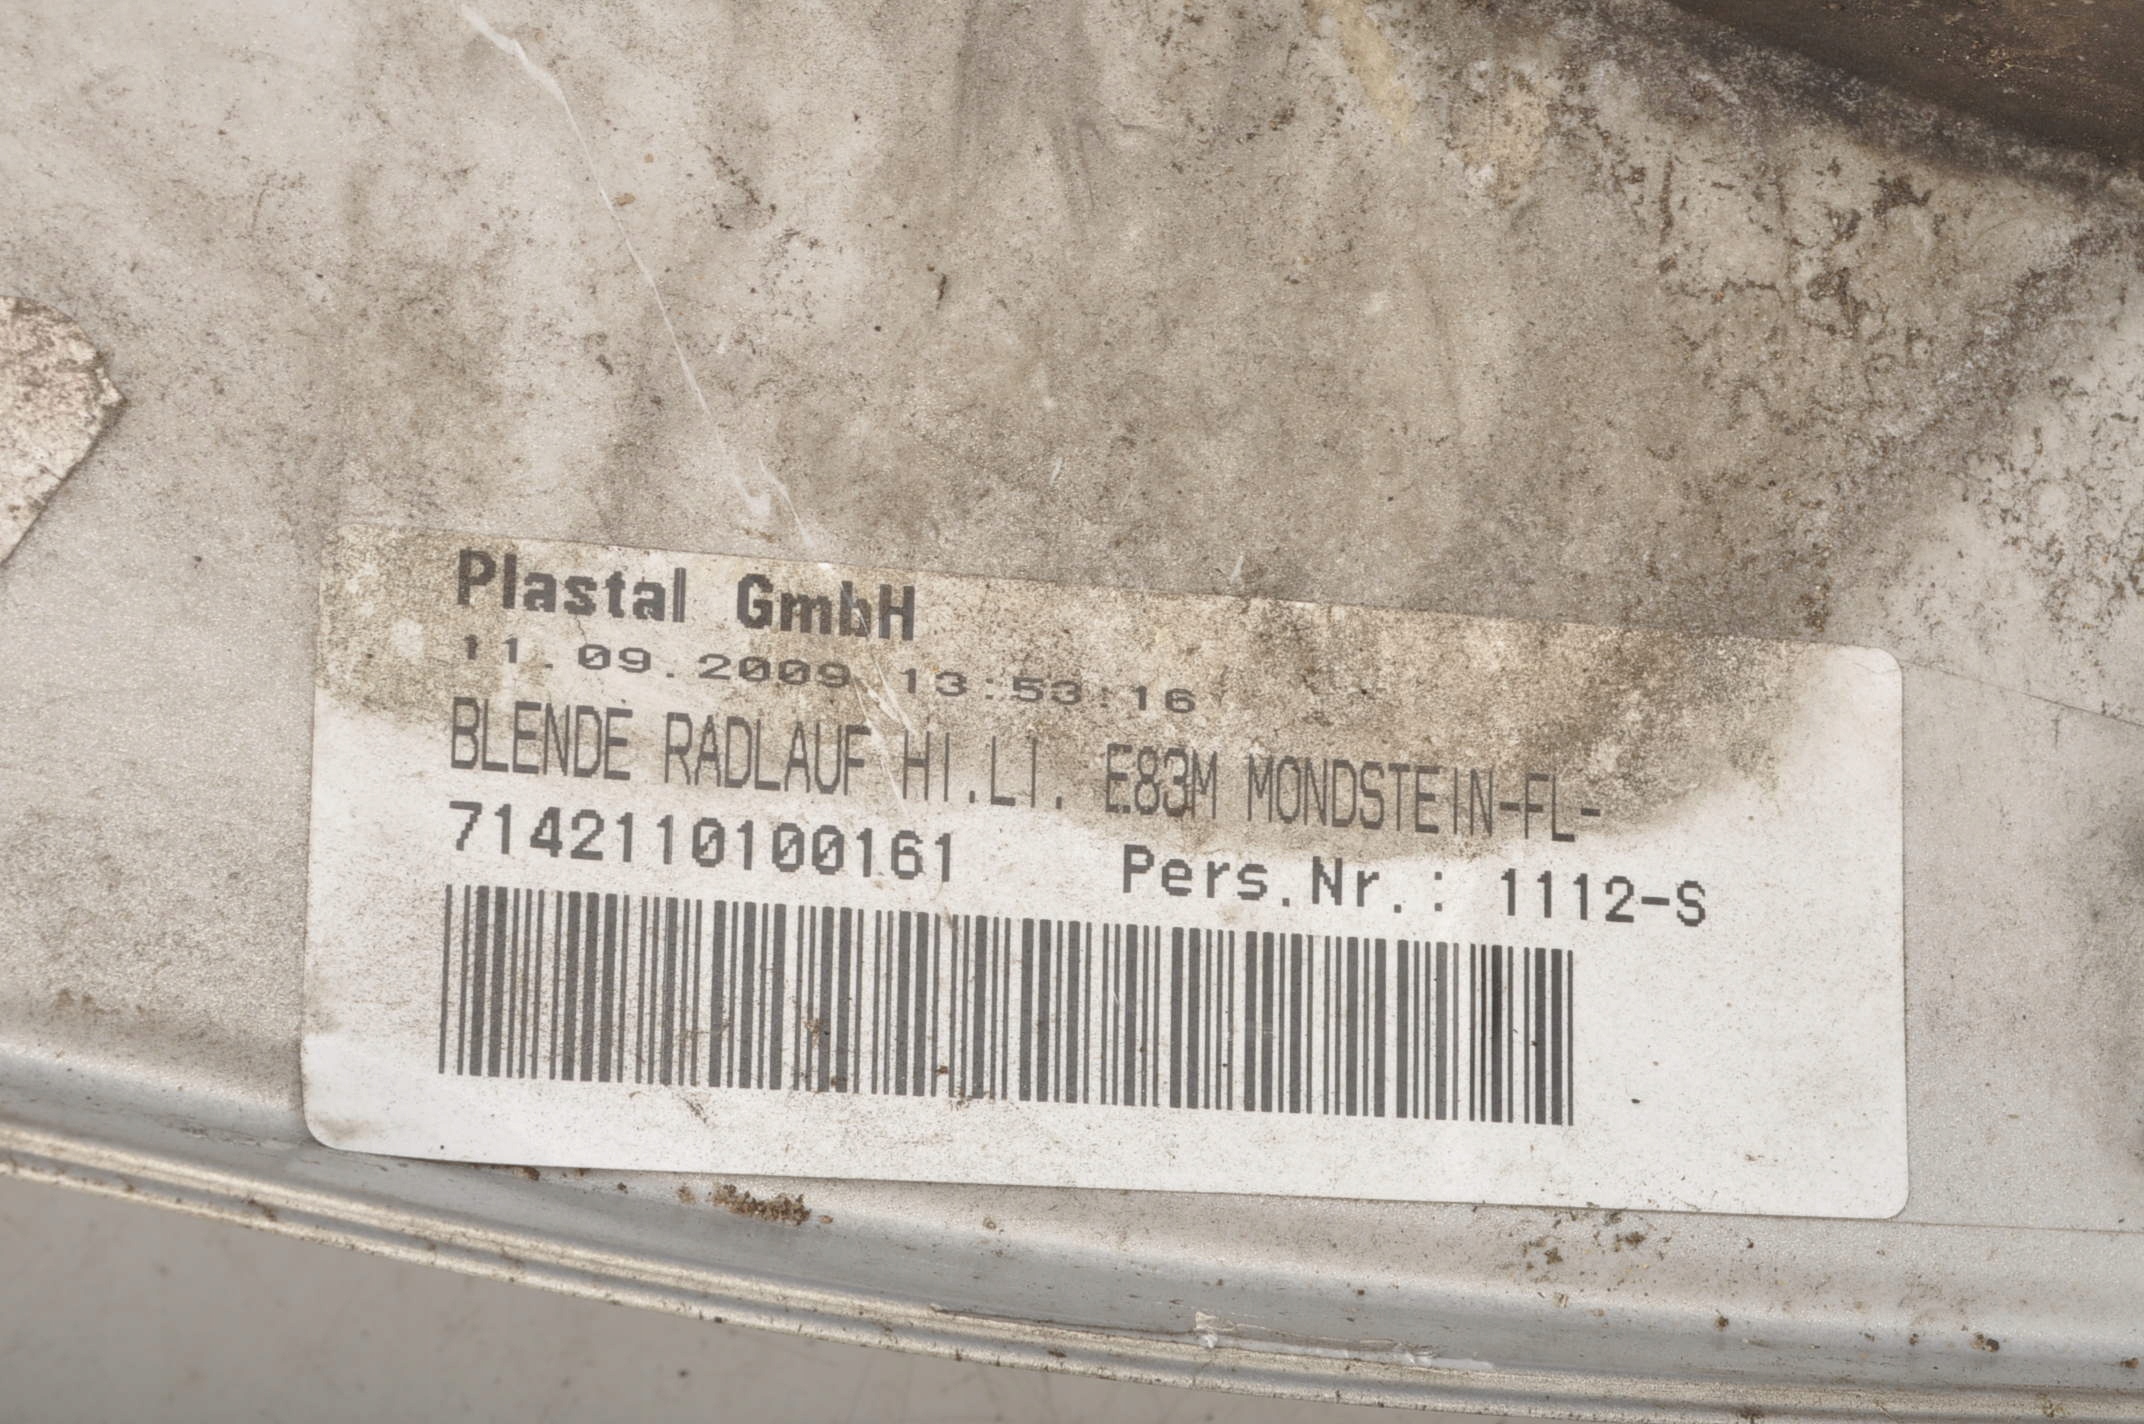 Plastal GmbH
11.09.2009 13:53:16
BLENDE RADLAUF HI.LI. E83M MONDSTEIN-FL-
7142110100161 Pers.Nr.: 1112-S